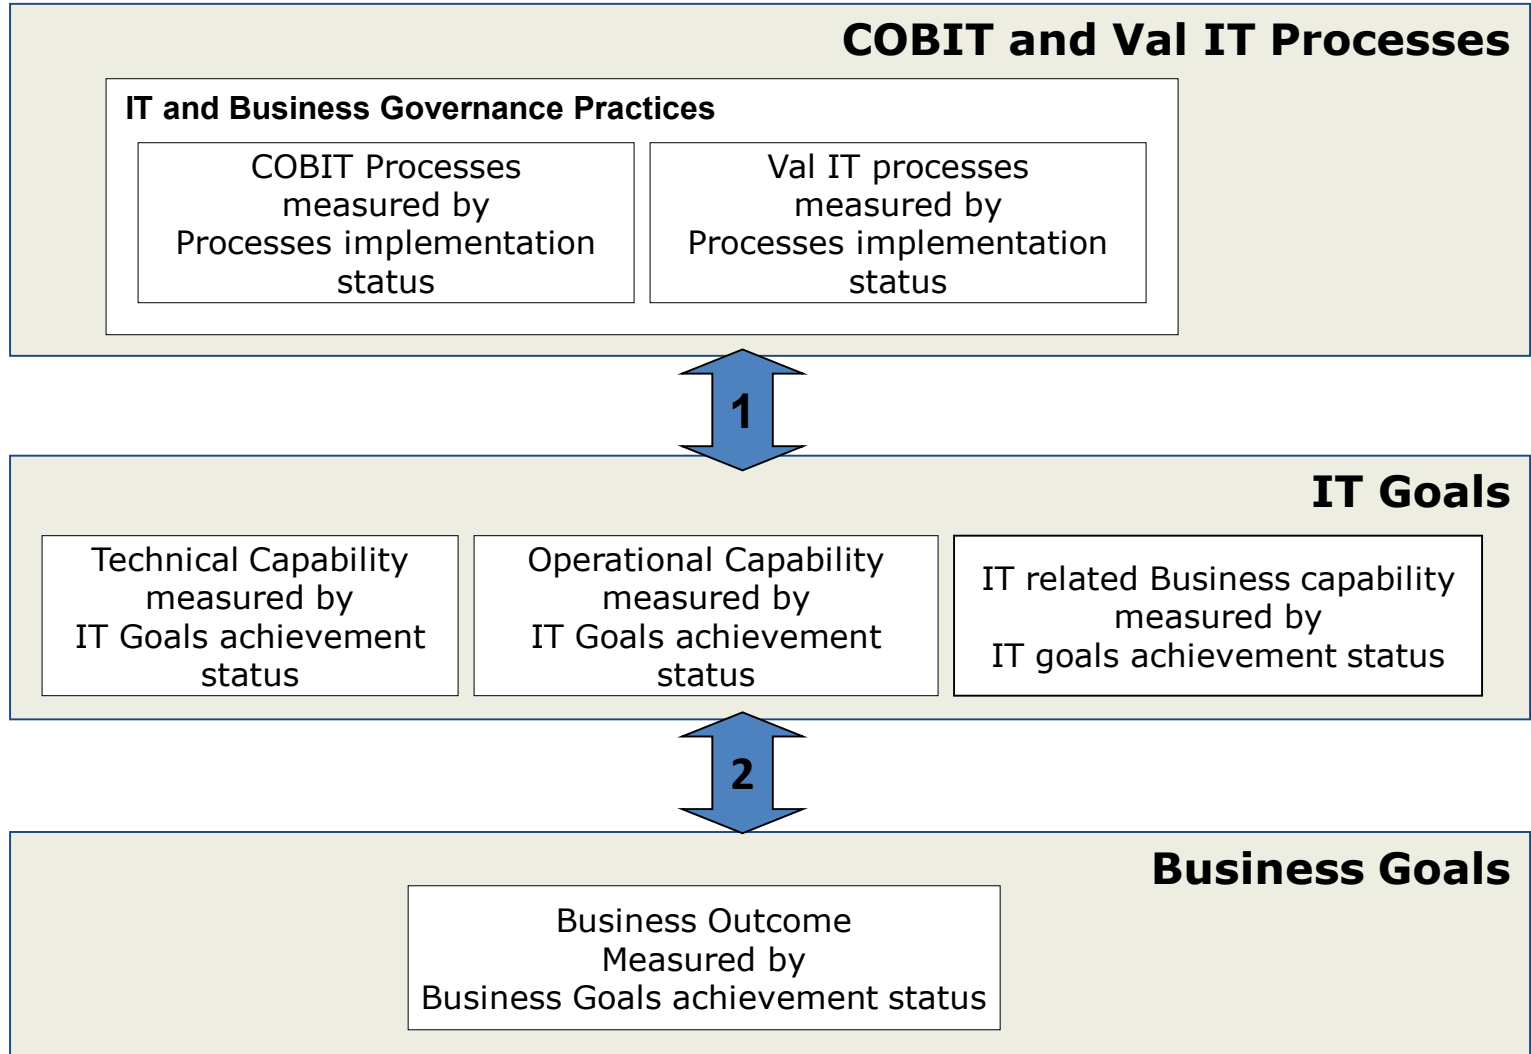 COBIT and Val IT Processes
IT and Business Governance Practices
COBIT Processes
measured by
Processes implementation
status
Val IT processes
measured by
Processes implementation
status
1
IT Goals
Technical Capability
measured by
IT Goals achievement
status
Operational Capability
measured by
IT Goals achievement
status
IT related Business capability
measured by
IT goals achievement status
2
Business Goals
Business Outcome
Measured by
Business Goals achievement status